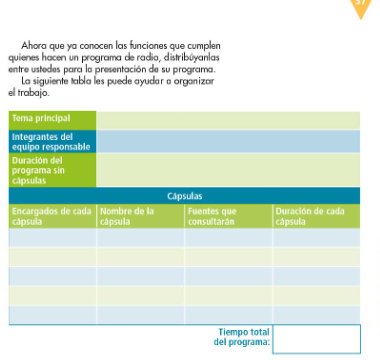 37
Ahora que ya conocen las funciones que cumplen
quienes hacen un programa de radio, distribúyanlas
entre ustedes para la presentación de su programa.
La siguiente tabla les puede ayudar a organizar
el trabajo.
Tema principal
Integrantes del
equipo responsable
Duración del
programa sin
cápsulas
Cápsulas
Encargados de cada
cápsula
Nombre de la
cápsula
Fuentes que
consultarán
Duración de cada
cápsula
Tiempo total
del programa: